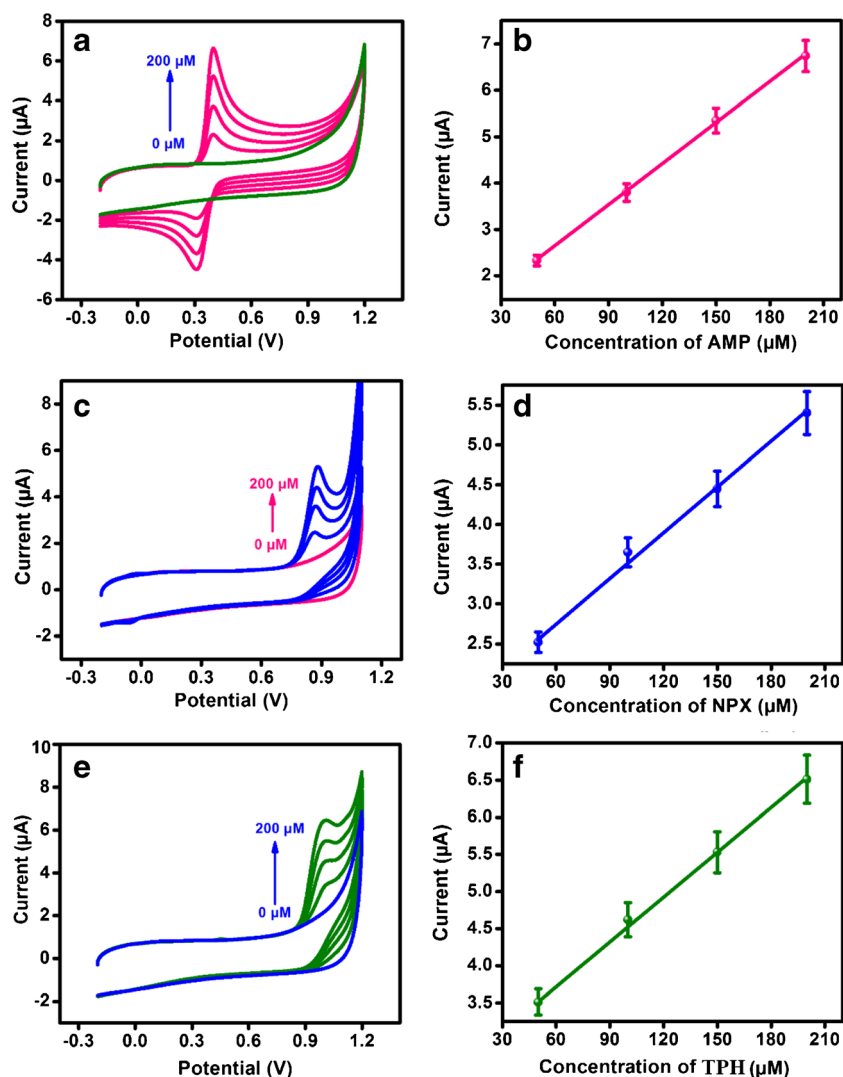 a
200 µM
0 µM
Current (µA)
8
6
4
2
0
-2
-4
-6
-0.3 0.0 0.3 0.6 0.9 1.2
Potential (V)
b
Current (µA)
7
6
5
4
3
2
30 60 90 120 150 180 210
Concentration of AMP (µM)
c
200 µM
0 µM
Current (µA)
8
6
4
2
0
-2
-0.3 0.0 0.3 0.6 0.9 1.2
Potential (V)
d
Current (µA)
5.5
5.0
4.5
4.0
3.5
3.0
2.5
30 60 90 120 150 180 210
Concentration of NPX (µM)
e
200 µM
0 µM
Current (µA)
10
8
6
4
2
0
-2
-0.3 0.0 0.3 0.6 0.9 1.2
Potential (V)
f
Current (µA)
7.0
6.5
6.0
5.5
5.0
4.5
4.0
3.5
30 60 90 120 150 180 210
Concentration of TPH (µM)